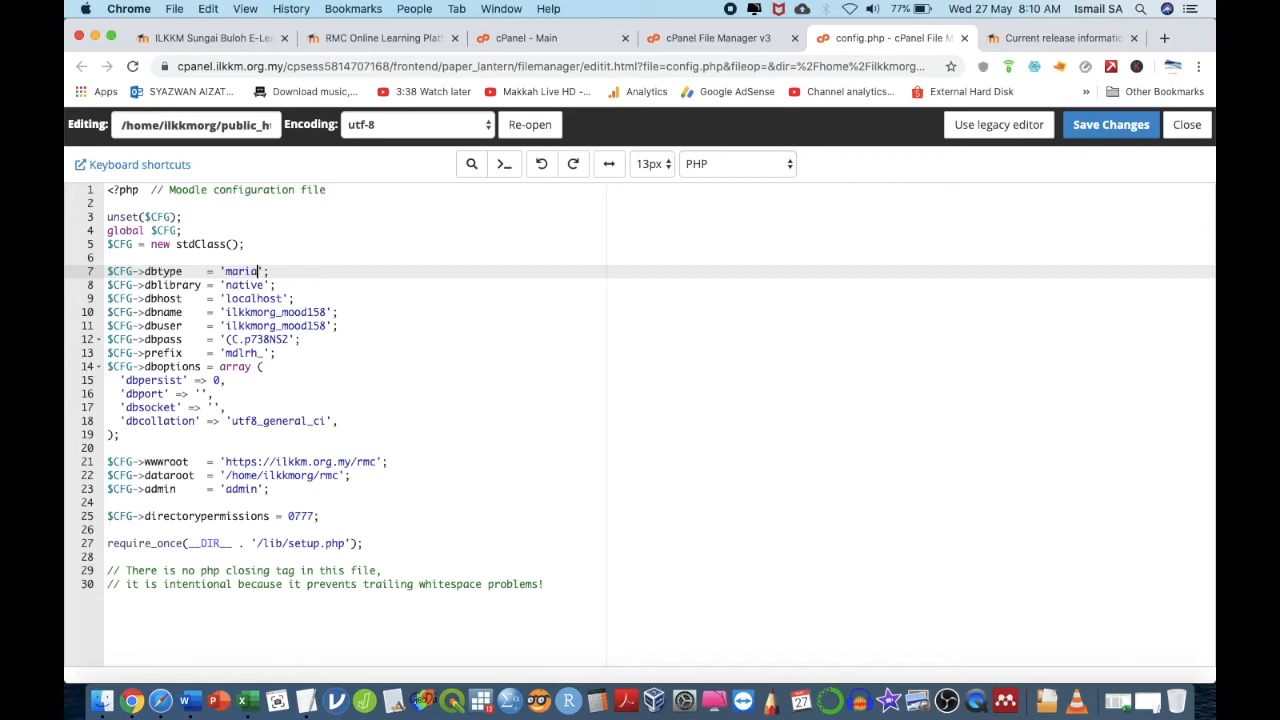 Chrome File Edit View History Bookmarks People Tab Window Help 77% Wed 27 May 8:10 AM Ismail SA
ILKKM Sungai Buloh E-Le
RMC Online Learning Plat
cPanel - Main
cPanel File Manager v3
config.php - cPanel File M
Current release informatio
cpanel.ilkkm.org.my/cpsess5814707168/frontend/paper_lantern/filemanager/editit.html?file=config.php&fileop=&dir=%2Fhome%2Filkkmorg...
Apps SYAZWAN AIZAT... Download music,... 3:38 Watch later Makkah Live HD -... Analytics Google AdSense Channel analytic... External Hard Disk » Other Bookmarks
Editing: /home/ilkkmorg/public_h Encoding: utf-8 Re-open Use legacy editor Save Changes Close
Keyboard shortcuts 13px PHP
1 <?php // Moodle configuration file
2
3 unset($CFG);
4 global $CFG;
5 $CFG = new stdClass();
6
7 $CFG->dbtype = 'maria';
8 $CFG->dblibrary = 'native';
9 $CFG->dbhost = 'localhost';
10 $CFG->dbname = 'ilkkmorg_mood158';
11 $CFG->dbuser = 'ilkkmorg_mood158';
12 $CFG->dbpass = '(C.p738NSZ';
13 $CFG->prefix = 'mdlrh_';
14 $CFG->dboptions = array (
15 'dbpersist' => 0,
16 'dbport' => '',
17 'dbsocket' => '',
18 'dbcollation' => 'utf8_general_ci',
19 );
20
21 $CFG->wwwroot = 'https://ilkkm.org.my/rmc';
22 $CFG->dataroot = '/home/ilkkmorg/rmc';
23 $CFG->admin = 'admin';
24
25 $CFG->directorypermissions = 0777;
26
27 require_once(__DIR__ . '/lib/setup.php');
28
29 // There is no php closing tag in this file,
30 // it is intentional because it prevents trailing whitespace problems!